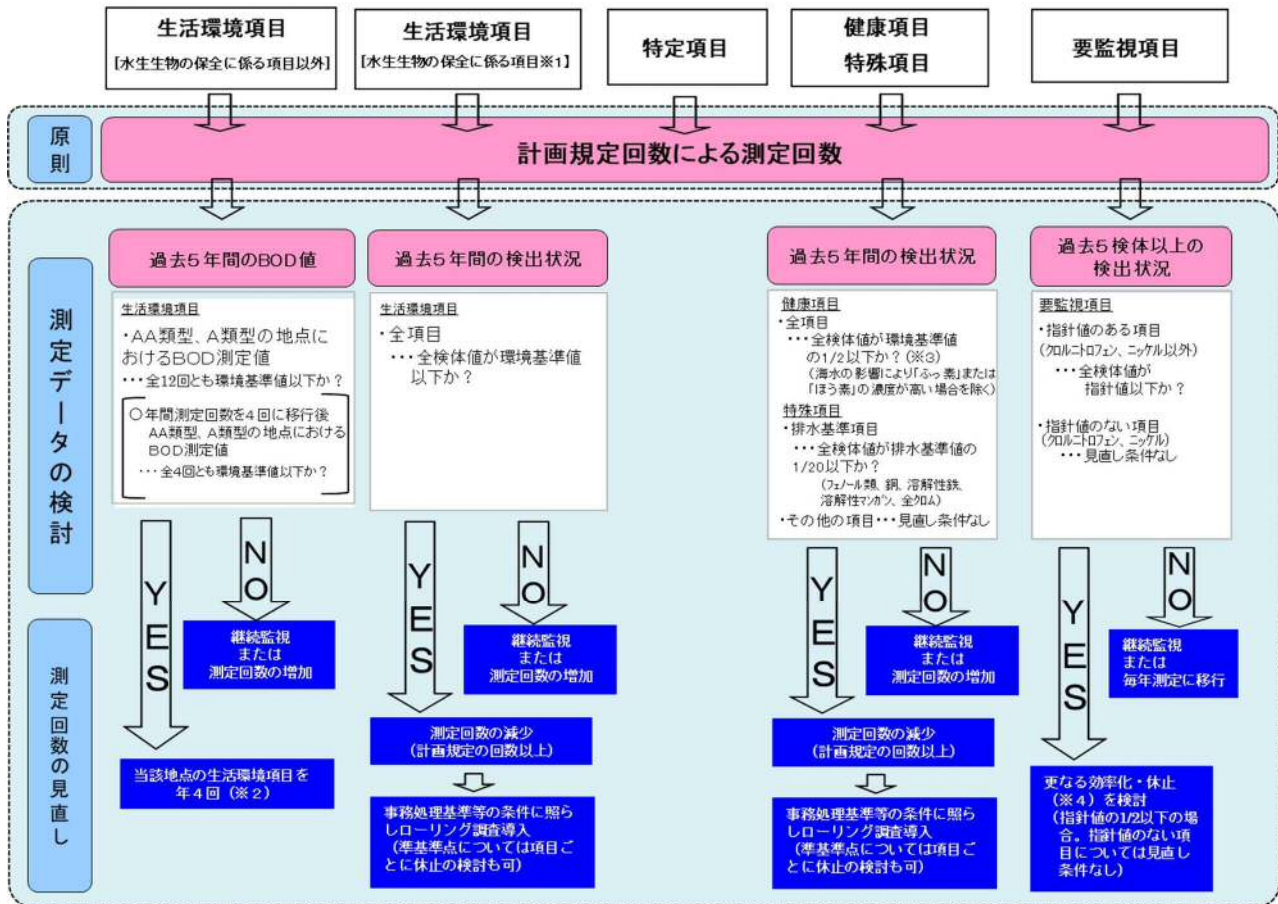 生活環境項目
[水生生物の保全に係る項目以外]
生活環境項目
[水生生物の保全に係る項目※1】
特定項目
健康項目
特殊項目
要監視項目
原則
計画規定回数による測定回数
測定データの検討
過去5年間のBOD値
生活環境項目
・AA類型、A類型の地点に
おけるBOD測定値
・・・全12回とも環境基準値以下か？
○年間測定回数を4回に移行後
AA類型、A類型の地点における
BOD測定値
・・・全4回とも環境基準値以下か？
YES
NO
過去5年間の検出状況
生活環境項目
・全項目
・・・全検体値が環境基準値
以下か？
YES
NO
過去5年間の検出状況
健康項目
・全項目
・・・全検体値が環境基準値
の1/2以下か？(※3)
(海水の影響により「ふっ素」または
「ほう素」の濃度が高い場合を除く)
特殊項目
・排水基準項目
・・・全検体値が排水基準値の
1/20以下か？
(フェノール類、銅、溶解性鉄、
溶解性マンガン、全クロム)
・その他の項目・・・見直し条件なし
YES
NO
過去5検体以上の
検出状況
要監視項目
・指針値のある項目
(クロルニトロフェン、ニッケル以外)
・・・全検体値が
指針値以下か？
・指針値のない項目
(クロルニトロフェン、ニッケル)
・・・見直し条件なし
YES
NO
測定回数の見直し
継続監視
または
測定回数の増加
当該地点の生活環境項目を
年4回（※2）
継続監視
または
測定回数の増加
測定回数の減少
(計画規定の回数以上)
事務処理基準等の条件に照ら
しローリング調査導入
（準基準点については項目ご
とに休止の検討も可）
継続監視
または
測定回数の増加
測定回数の減少
(計画規定の回数以上)
事務処理基準等の条件に照ら
しローリング調査導入
（準基準点については項目ご
とに休止の検討も可）
継続監視
または
毎年測定に移行
更なる効率化・休止
（※4）を検討
（指針値の1/2以下の場
合。指針値のない項
目については見直し
条件なし）